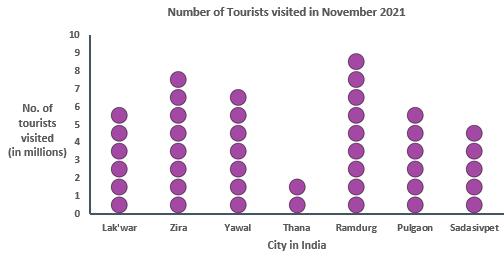 Number of Tourists visited in November 2021
No. of
tourists
visited
(in millions)
10
9
8
7
6
5
4
3
2
1
0
Lak'war Zira Yawal Thana Ramdurg Pulgaon Sadasivpet
City in India